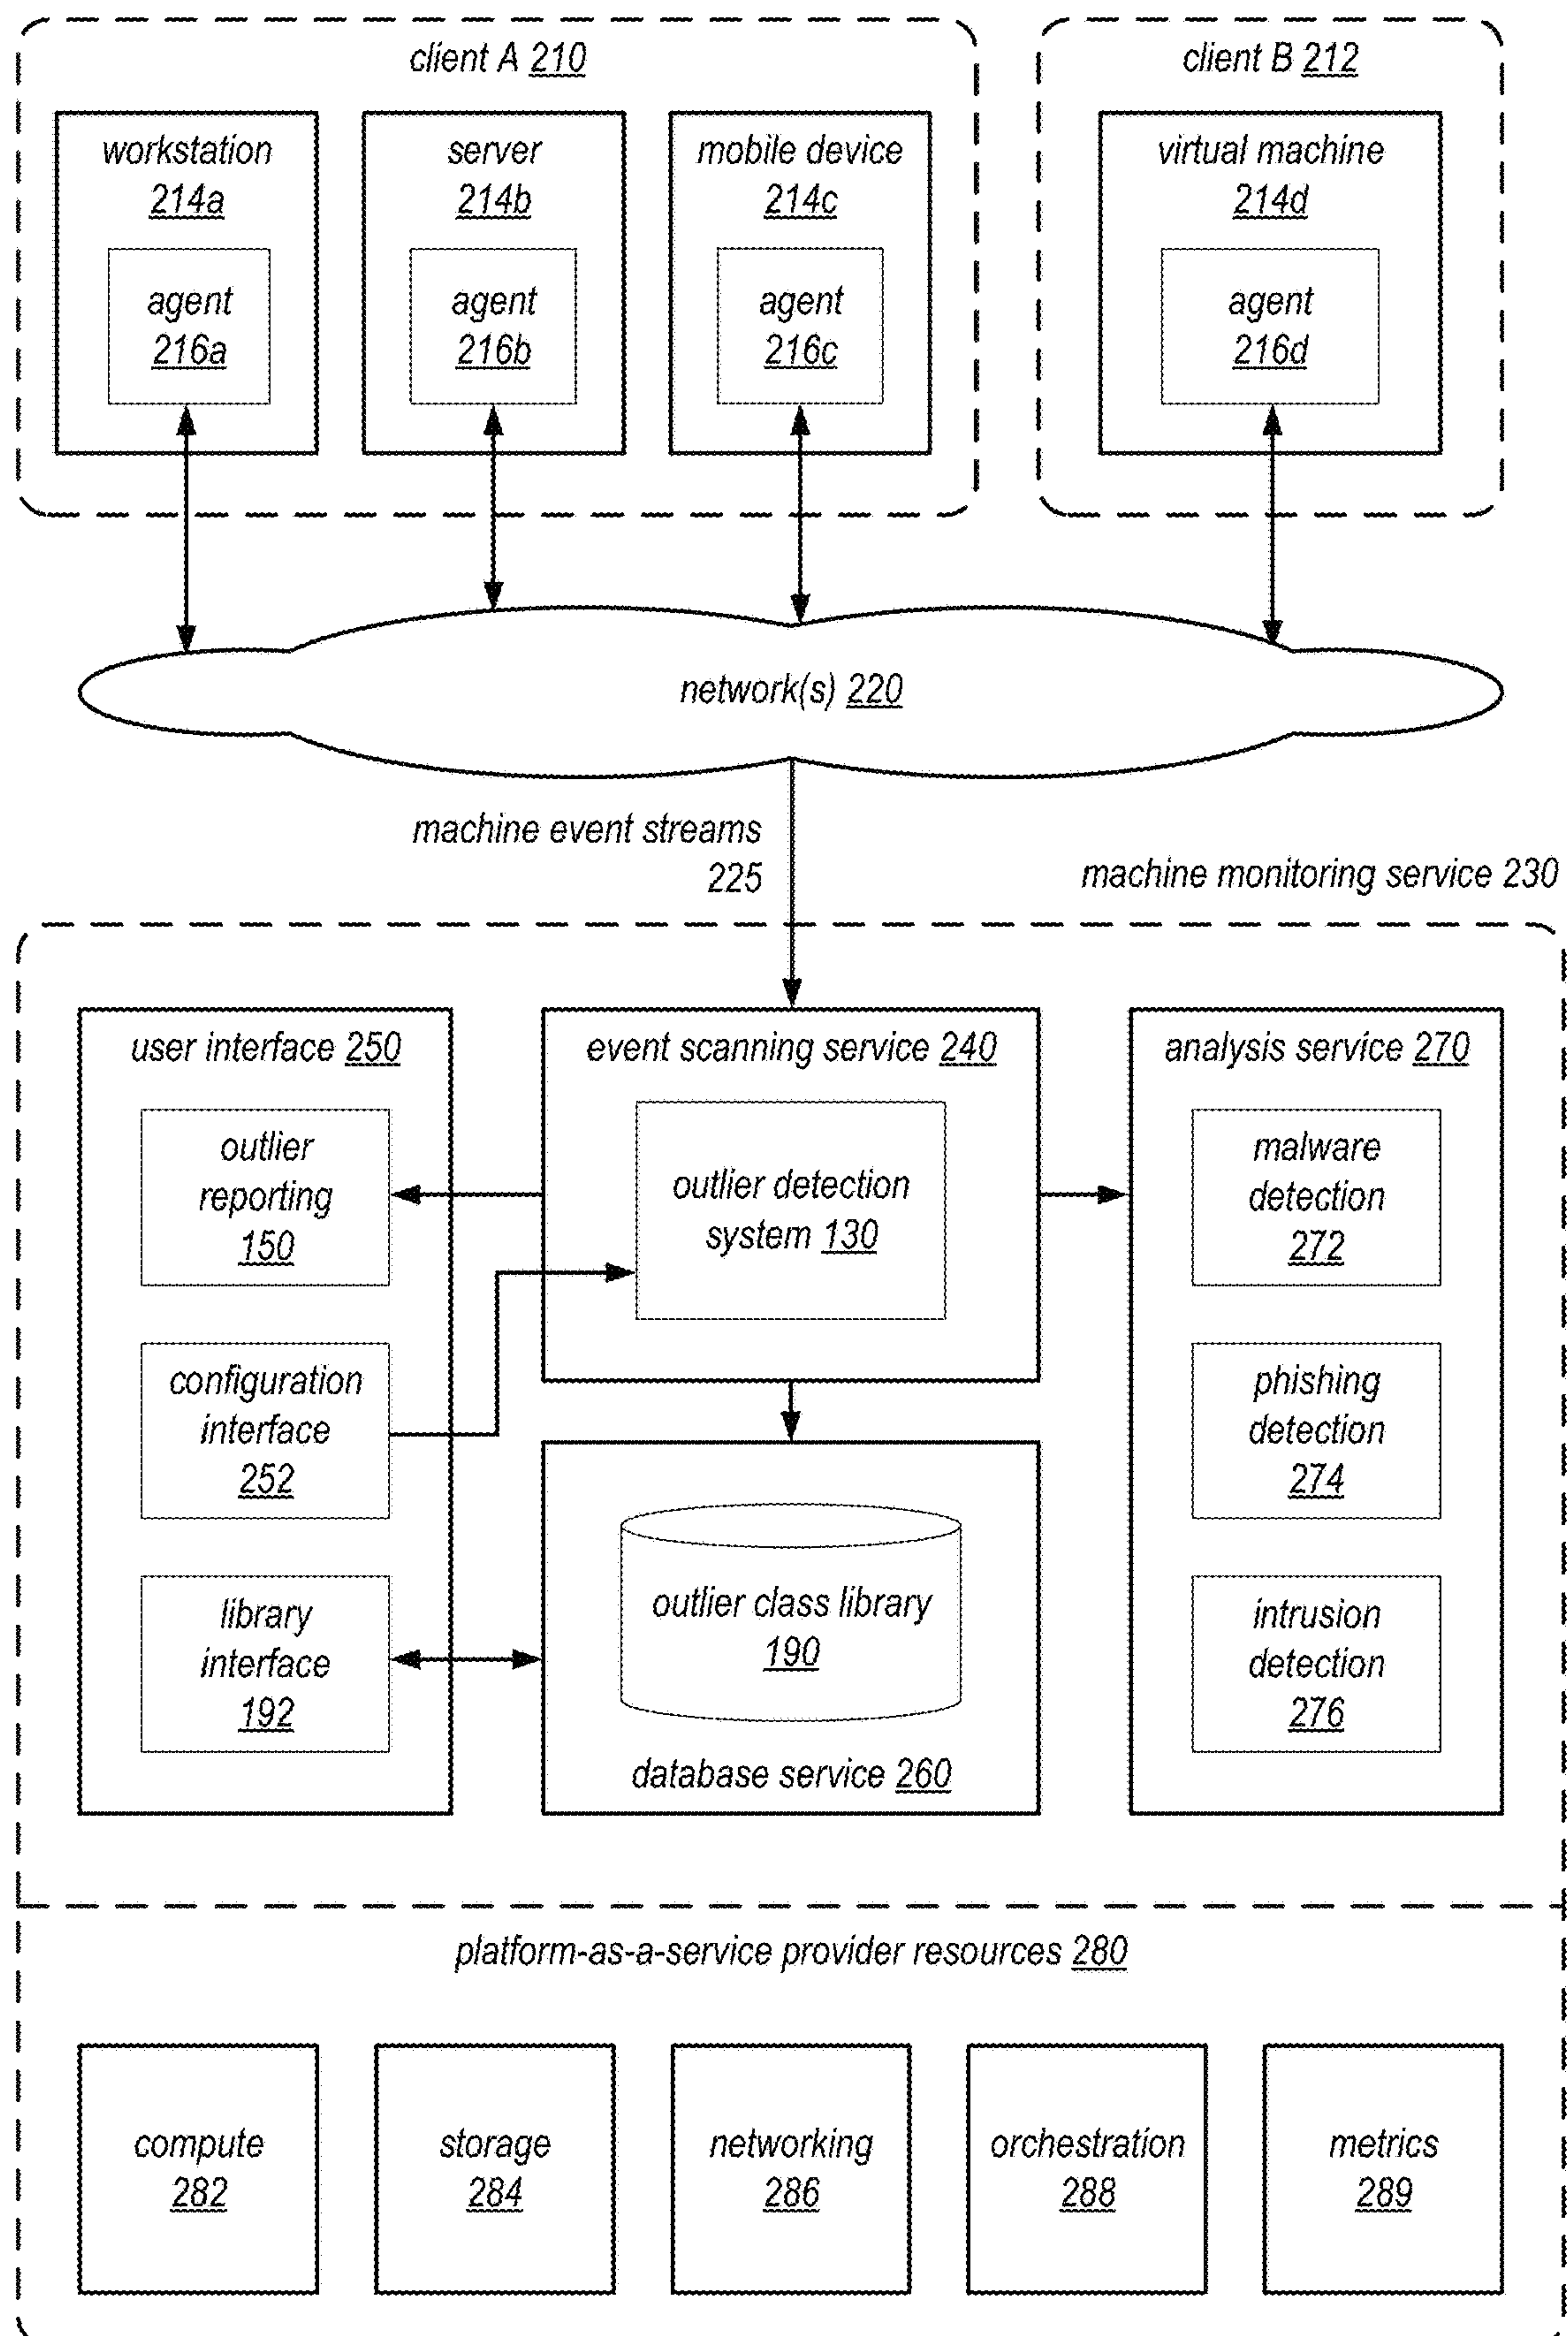 client A 210
client B 212
workstation
214a
server
214b
mobile device
214c
virtual machine
214d
agent
216a
agent
216b
agent
216c
agent
216d
network(s) 220
machine event streams
225
machine monitoring service 230
user interface 250
event scanning service 240
analysis service 270
outlier
reporting
150
outlier detection
system 130
malware
detection
272
configuration
interface
252
phishing
detection
274
library
interface
192
outlier class library
190
intrusion
detection
276
database service 260
platform-as-a-service provider resources 280
compute
282
storage
284
networking
286
orchestration
288
metrics
289